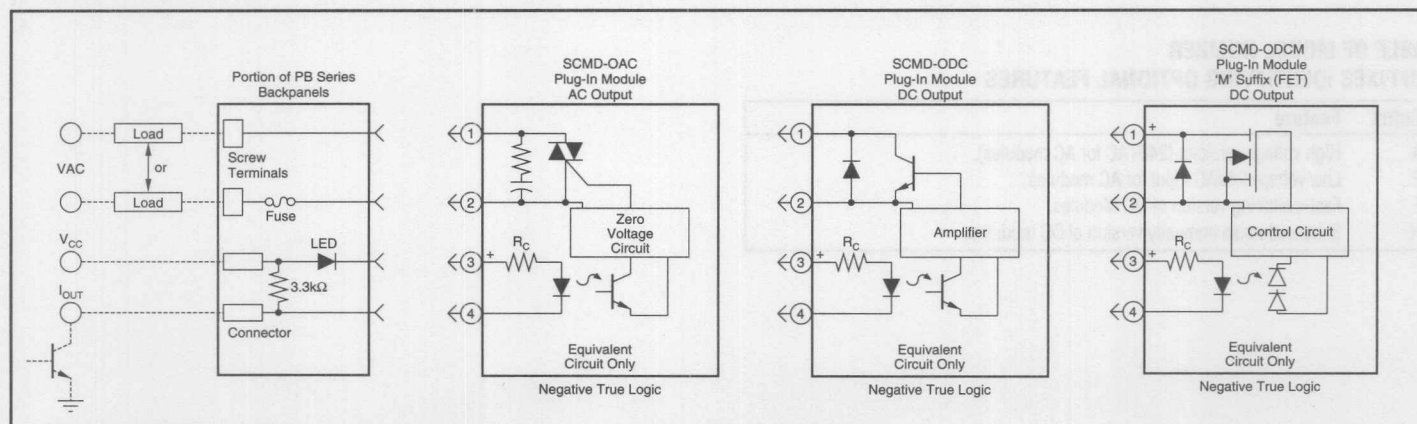 Portion of PB Series
Backpanels
Load
VAC
or
Load
Screw
Terminals
Fuse
VCC
LED
3.3kΩ
IOUT
Connector
SCMD-OAC
Plug-In Module
AC Output
1
2
Zero
Voltage
Circuit
RC
+
3
4
Equivalent
Circuit Only
Negative True Logic
SCMD-ODC
Plug-In Module
DC Output
1
2
Amplifier
RC
+
3
4
Equivalent
Circuit Only
Negative True Logic
SCMD-ODCM
Plug-In Module
'M' Suffix (FET)
DC Output
1
+
2
Control Circuit
RC
+
3
4
Equivalent
Circuit Only
Negative True Logic